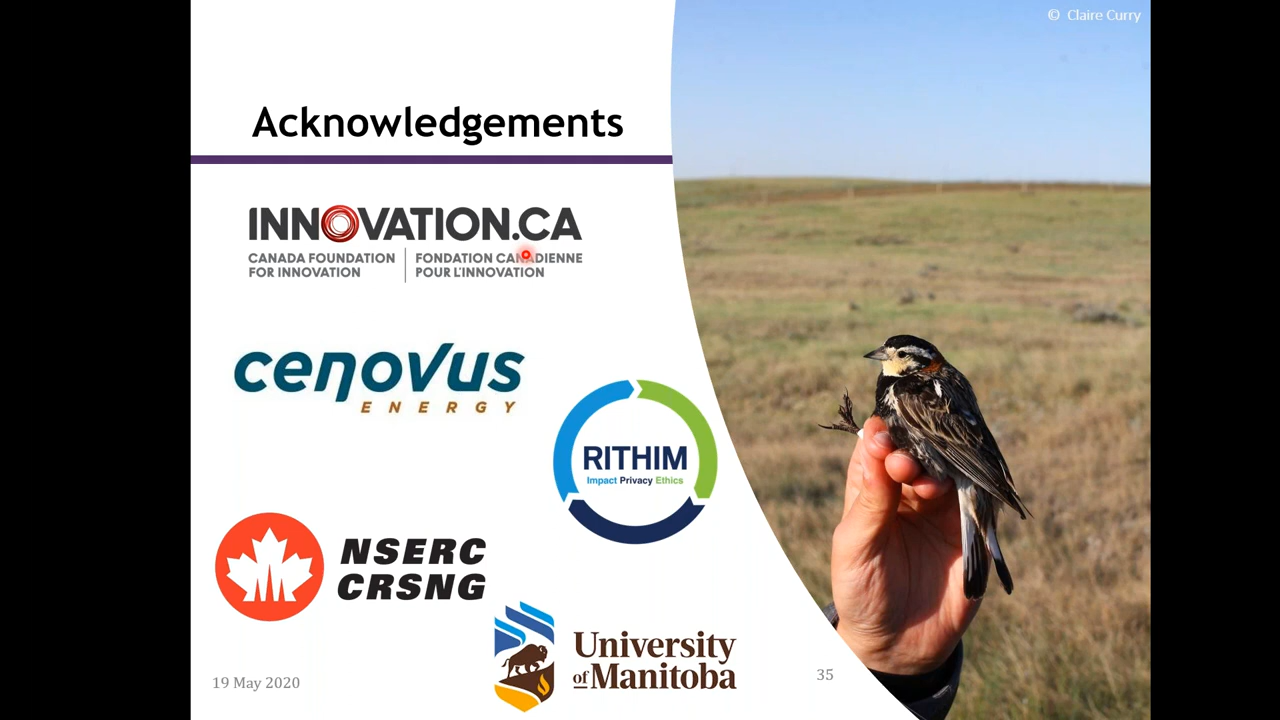 © Claire Curry
Acknowledgements
INNOVATION.CA
CANADA FOUNDATION
FOR INNOVATION
FONDATION CANADIENNE
POUR L'INNOVATION
cenovus
ENERGY
RITHIM
Impact Privacy Ethics
NSERC
CRSNG
University
of Manitoba
19 May 2020
35